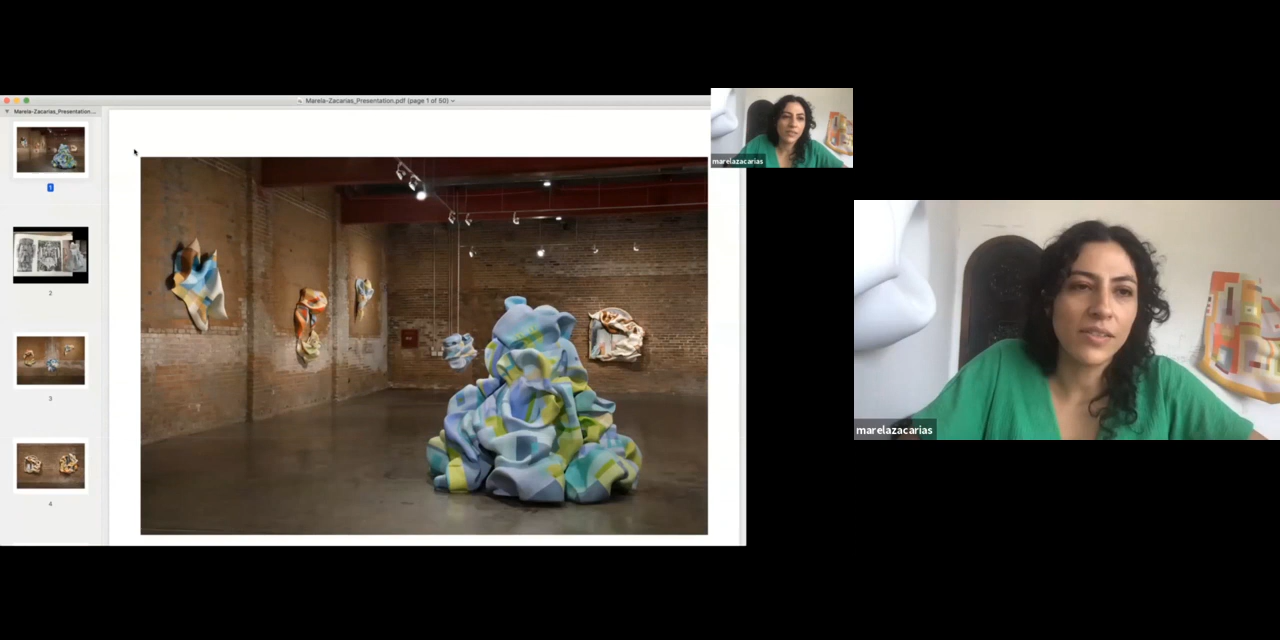 Marela-Zacarias_Presentation.pdf (page 1 of 50)
Marela-Zacarias_Presentation...
1
2
3
4
marelazacarias
marelazacarias